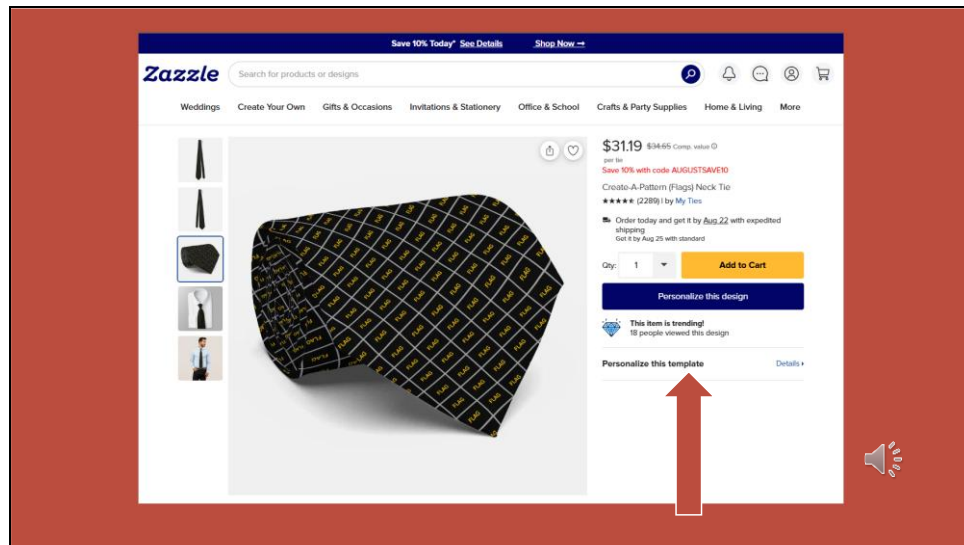 Save 10% Today* See Details Shop Now →
Zazzle Search for products or designs
Weddings Create Your Own Gifts & Occasions Invitations & Stationery Office & School Crafts & Party Supplies Home & Living More
$31.19 $34.65 Comp. value
per tie
Save 10% with code AUGUSTSAVE10
Create-A-Pattern (Flags) Neck Tie
★★★★★ (2289) | by My Ties
Order today and get it by Aug 22 with expedited
shipping
Get it by Aug 25 with standard
Qty: 1 Add to Cart
Personalize this design
This item is trending!
18 people viewed this design
Personalize this template Details
FLAG